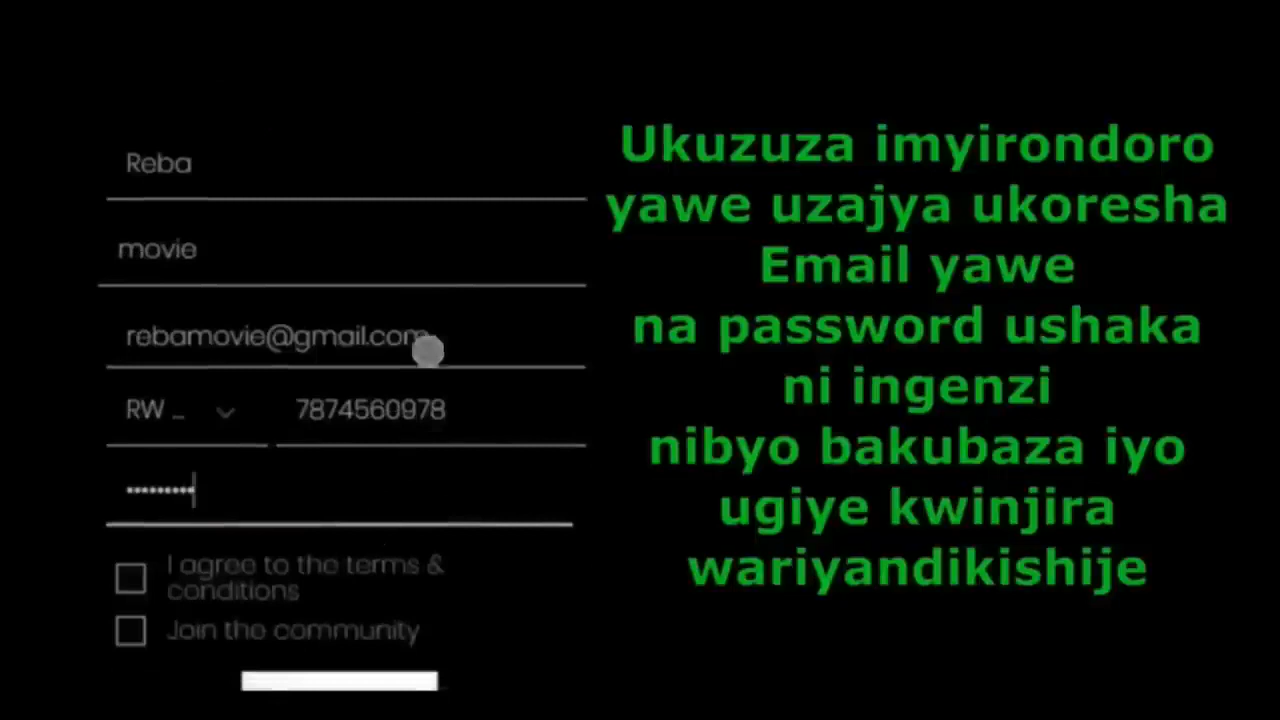 Reba
movie
rebamovie@gmail.com
RW _ 7874560978
•••••••••
I agree to the terms &
conditions
Join the community
Ukuzuza imyirondoro
yawe uzajya ukoresha
Email yawe
na password ushaka
ni ingenzi
nibyo bakubaza iyo
ugiye kwinjira
wariyandikishije